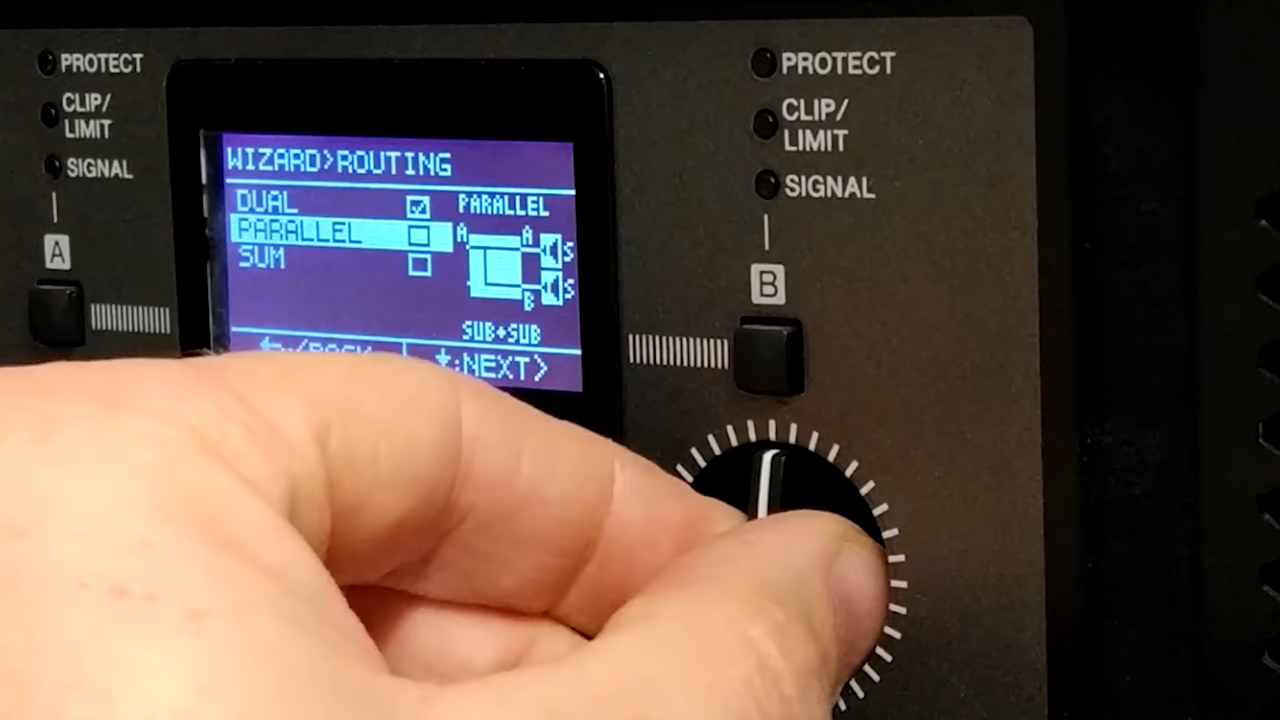 PROTECT
CLIP/
LIMIT
SIGNAL
A
WIZARD>ROUTING
DUAL
PARALLEL
SUM
PARALLEL
A
A
S
S
B
SUB+SUB
:NEXT>
PROTECT
CLIP/
LIMIT
SIGNAL
B